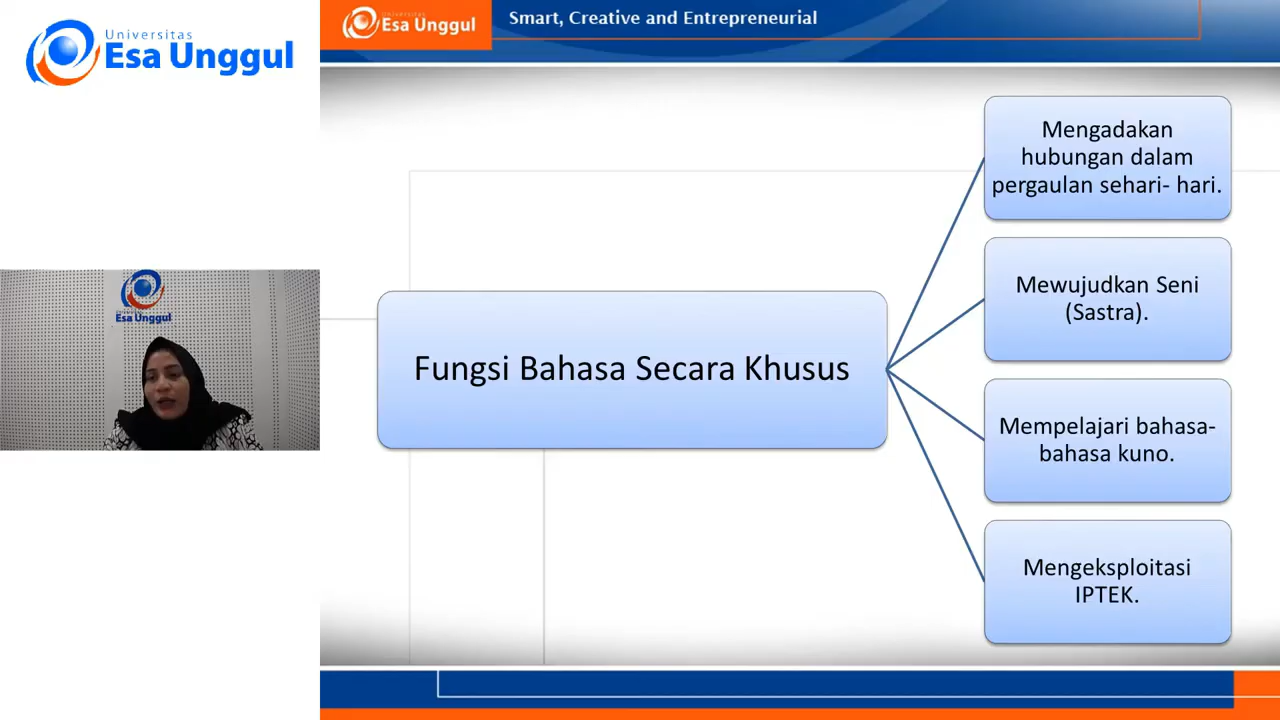 Universitas
Esa Unggul
Universitas
Esa Unggul
Smart, Creative and Entrepreneurial
Esa Unggul
Fungsi Bahasa Secara Khusus
Mengadakan
hubungan dalam
pergaulan sehari- hari.
Mewujudkan Seni
(Sastra).
Mempelajari bahasa-
bahasa kuno.
Mengeksploitasi
IPTEK.